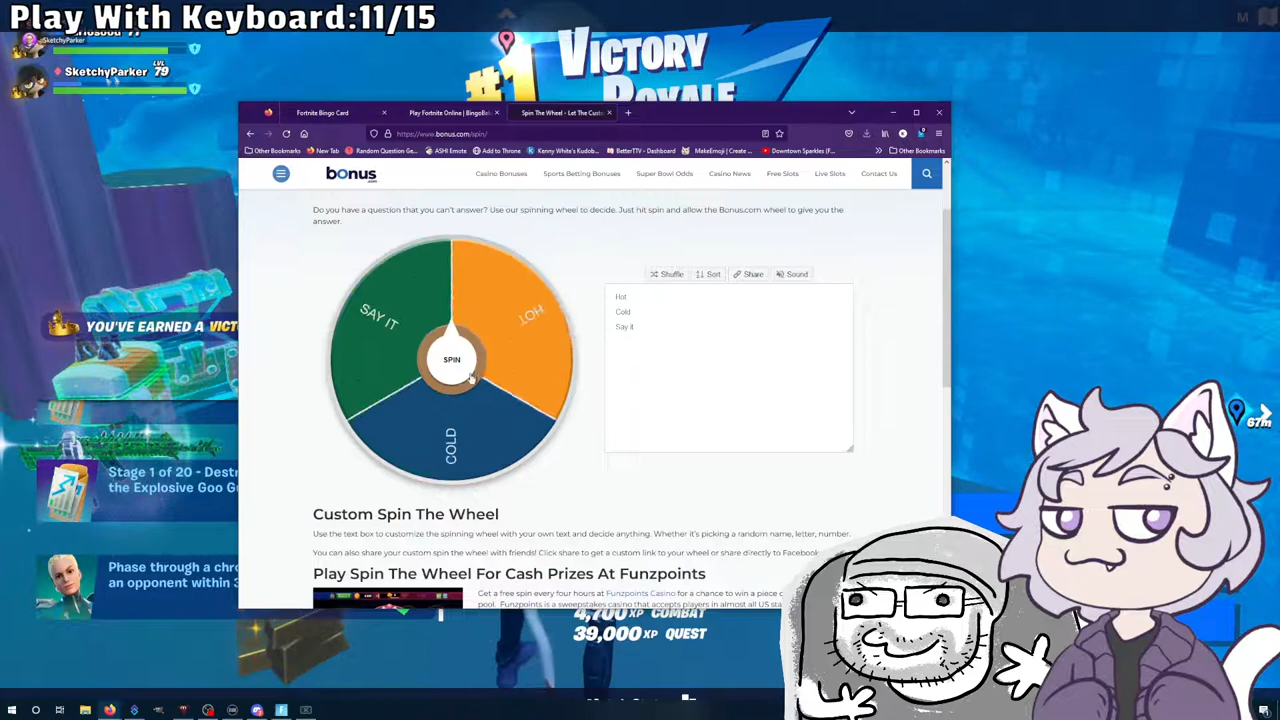 Play With Keyboard:11/15
SketchyParker
SketchyParker LVL 79
#1 VICTORY ROYALE
M
Fortnite Bingo Card
Play Fortnite Online | BingoBa
Spin The Wheel - Let The Custo
https://www.bonus.com/spin/
Other Bookmarks
New Tab
Random Question Ge...
ASHI Emote
Add to Throne
Kenny White's Kudob...
BetterTTV - Dashboard
MakeEmoji | Create ...
Downtown Sparkles (F...
Other Bookmarks
bonus
.com
Casino Bonuses
Sports Betting Bonuses
Super Bowl Odds
Casino News
Free Slots
Live Slots
Contact Us
Do you have a question that you can't answer? Use our spinning wheel to decide. Just hit spin and allow the Bonus.com wheel to give you the
answer.
SAY IT
HOT
COLD
SPIN
Shuffle
Sort
Share
Sound
Hot
Cold
Say it
YOU'VE EARNED A VICT
67m
Stage 1 of 20 - Destr
the Explosive Goo Gu
Phase through a chr
an opponent within 3
Custom Spin The Wheel
Use the text box to customize the spinning wheel with your own text and decide anything. Whether it's picking a random name, letter, number.
You can also share your custom spin the wheel with friends! Click share to get a custom link to your wheel or share directly to Facebook
Play Spin The Wheel For Cash Prizes At Funzpoints
Get a free spin every four hours at Funzpoints Casino for a chance to win a piece o
pool. Funzpoints is a sweepstakes casino that accepts players in almost all US sta
4,700 XP COMBAT
39,000 XP QUEST